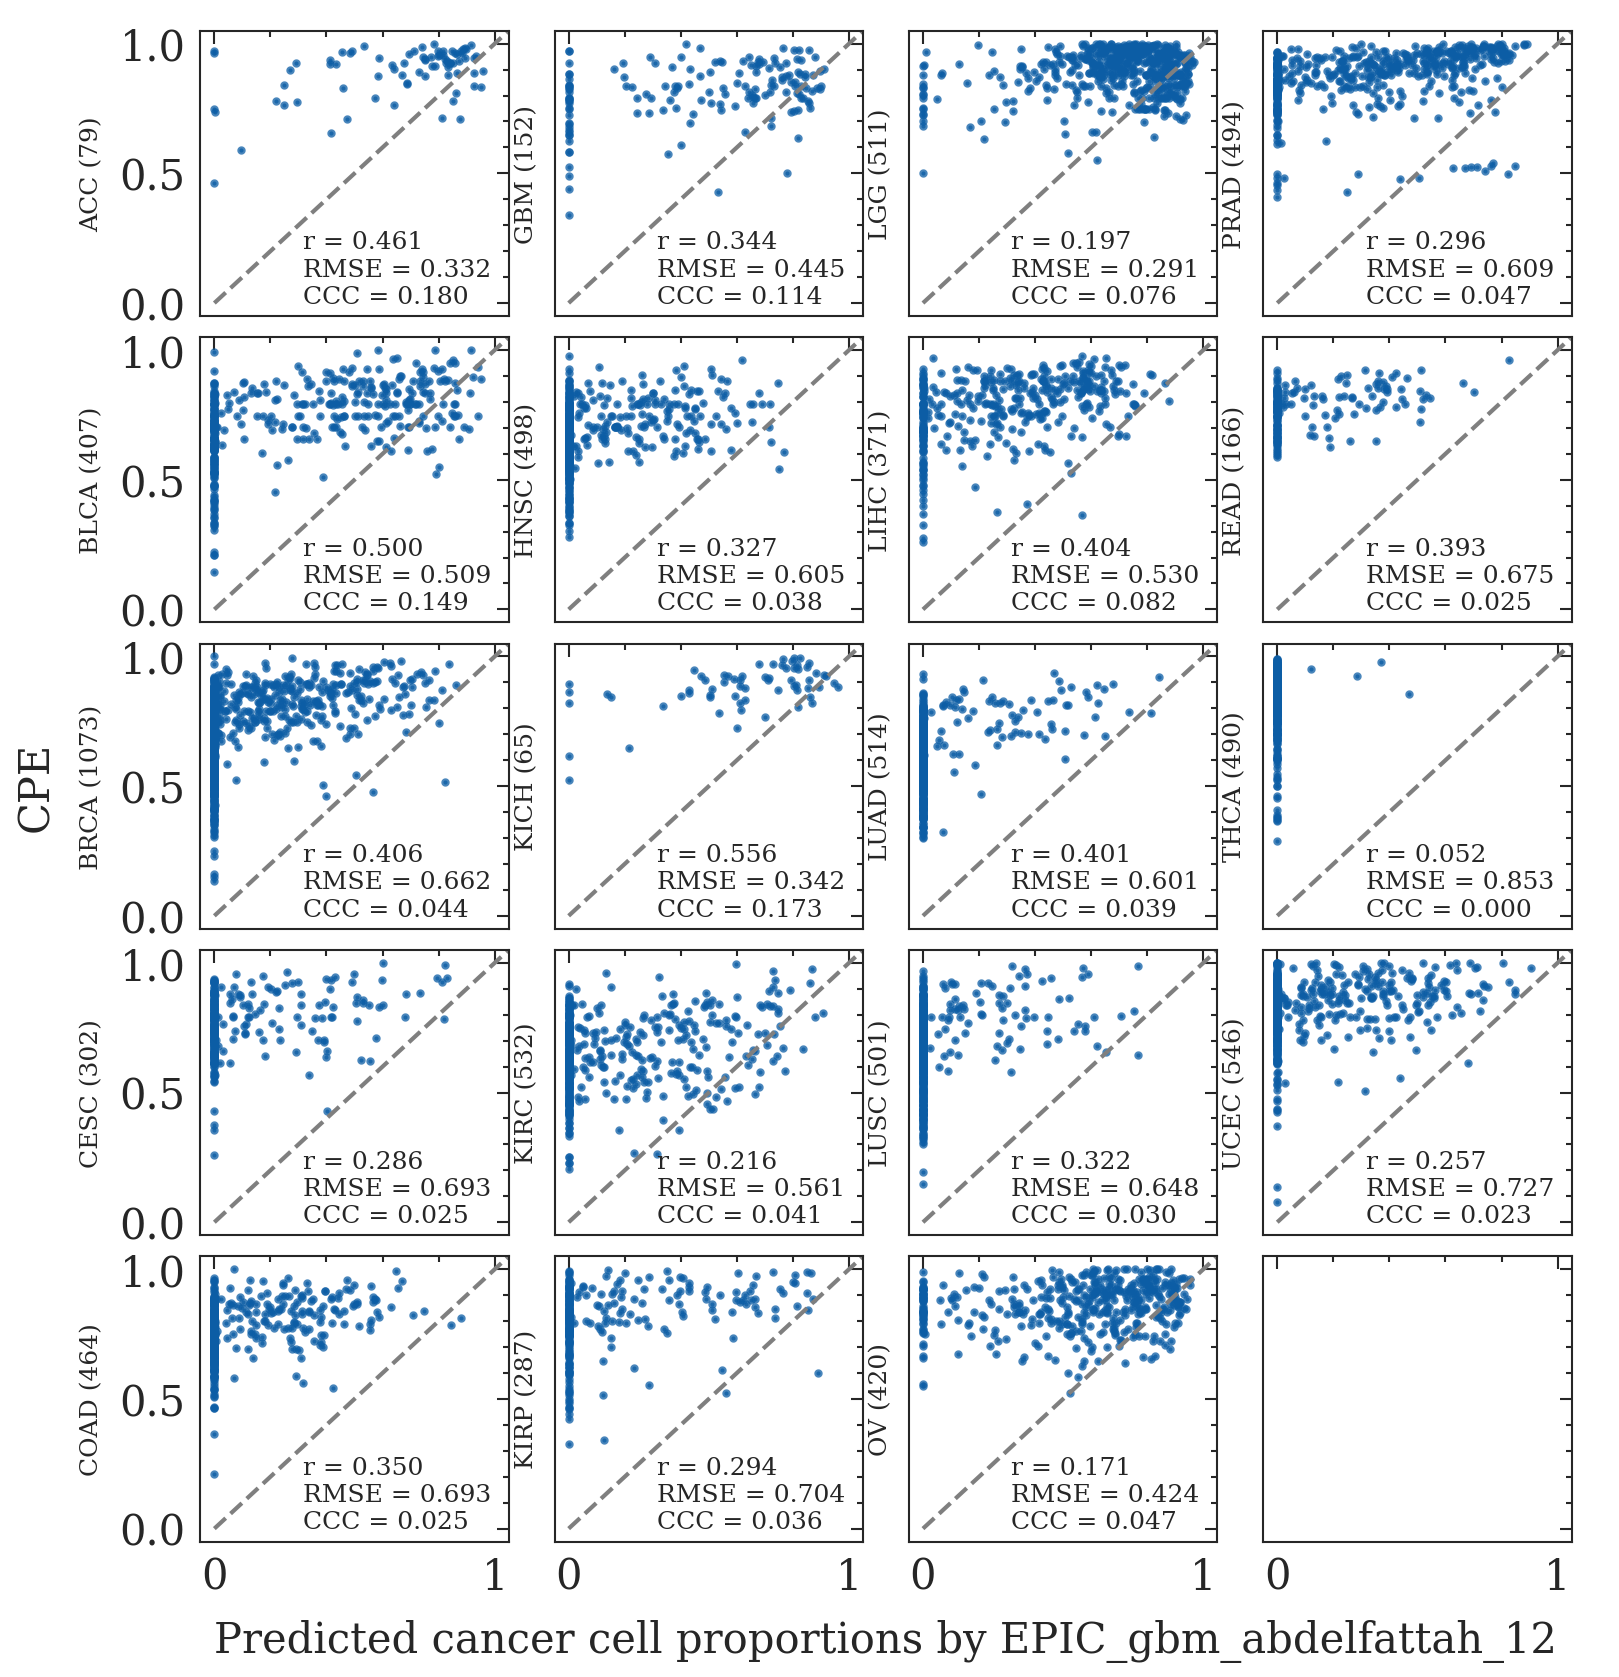 CPE
ACC (79)
1.0
0.5
0.0
r = 0.461
RMSE = 0.332
CCC = 0.180
GBM (152)
r = 0.344
RMSE = 0.445
CCC = 0.114
LGG (511)
r = 0.197
RMSE = 0.291
CCC = 0.076
PRAD (494)
r = 0.296
RMSE = 0.609
CCC = 0.047
BLCA (407)
1.0
0.5
0.0
r = 0.500
RMSE = 0.509
CCC = 0.149
HNSC (498)
r = 0.327
RMSE = 0.605
CCC = 0.038
LIHC (371)
r = 0.404
RMSE = 0.530
CCC = 0.082
READ (166)
r = 0.393
RMSE = 0.675
CCC = 0.025
BRCA (1073)
1.0
0.5
0.0
r = 0.406
RMSE = 0.662
CCC = 0.044
KICH (65)
r = 0.556
RMSE = 0.342
CCC = 0.173
LUAD (514)
r = 0.401
RMSE = 0.601
CCC = 0.039
THCA (490)
r = 0.052
RMSE = 0.853
CCC = 0.000
CESC (302)
1.0
0.5
0.0
r = 0.286
RMSE = 0.693
CCC = 0.025
KIRC (532)
r = 0.216
RMSE = 0.561
CCC = 0.041
LUSC (501)
r = 0.322
RMSE = 0.648
CCC = 0.030
UCEC (546)
r = 0.257
RMSE = 0.727
CCC = 0.023
COAD (464)
1.0
0.5
0.0
r = 0.350
RMSE = 0.693
CCC = 0.025
KIRP (287)
r = 0.294
RMSE = 0.704
CCC = 0.036
OV (420)
r = 0.171
RMSE = 0.424
CCC = 0.047
0 1 0 1 0 1 0 1
Predicted cancer cell proportions by EPIC_gbm_abdelfattah_12